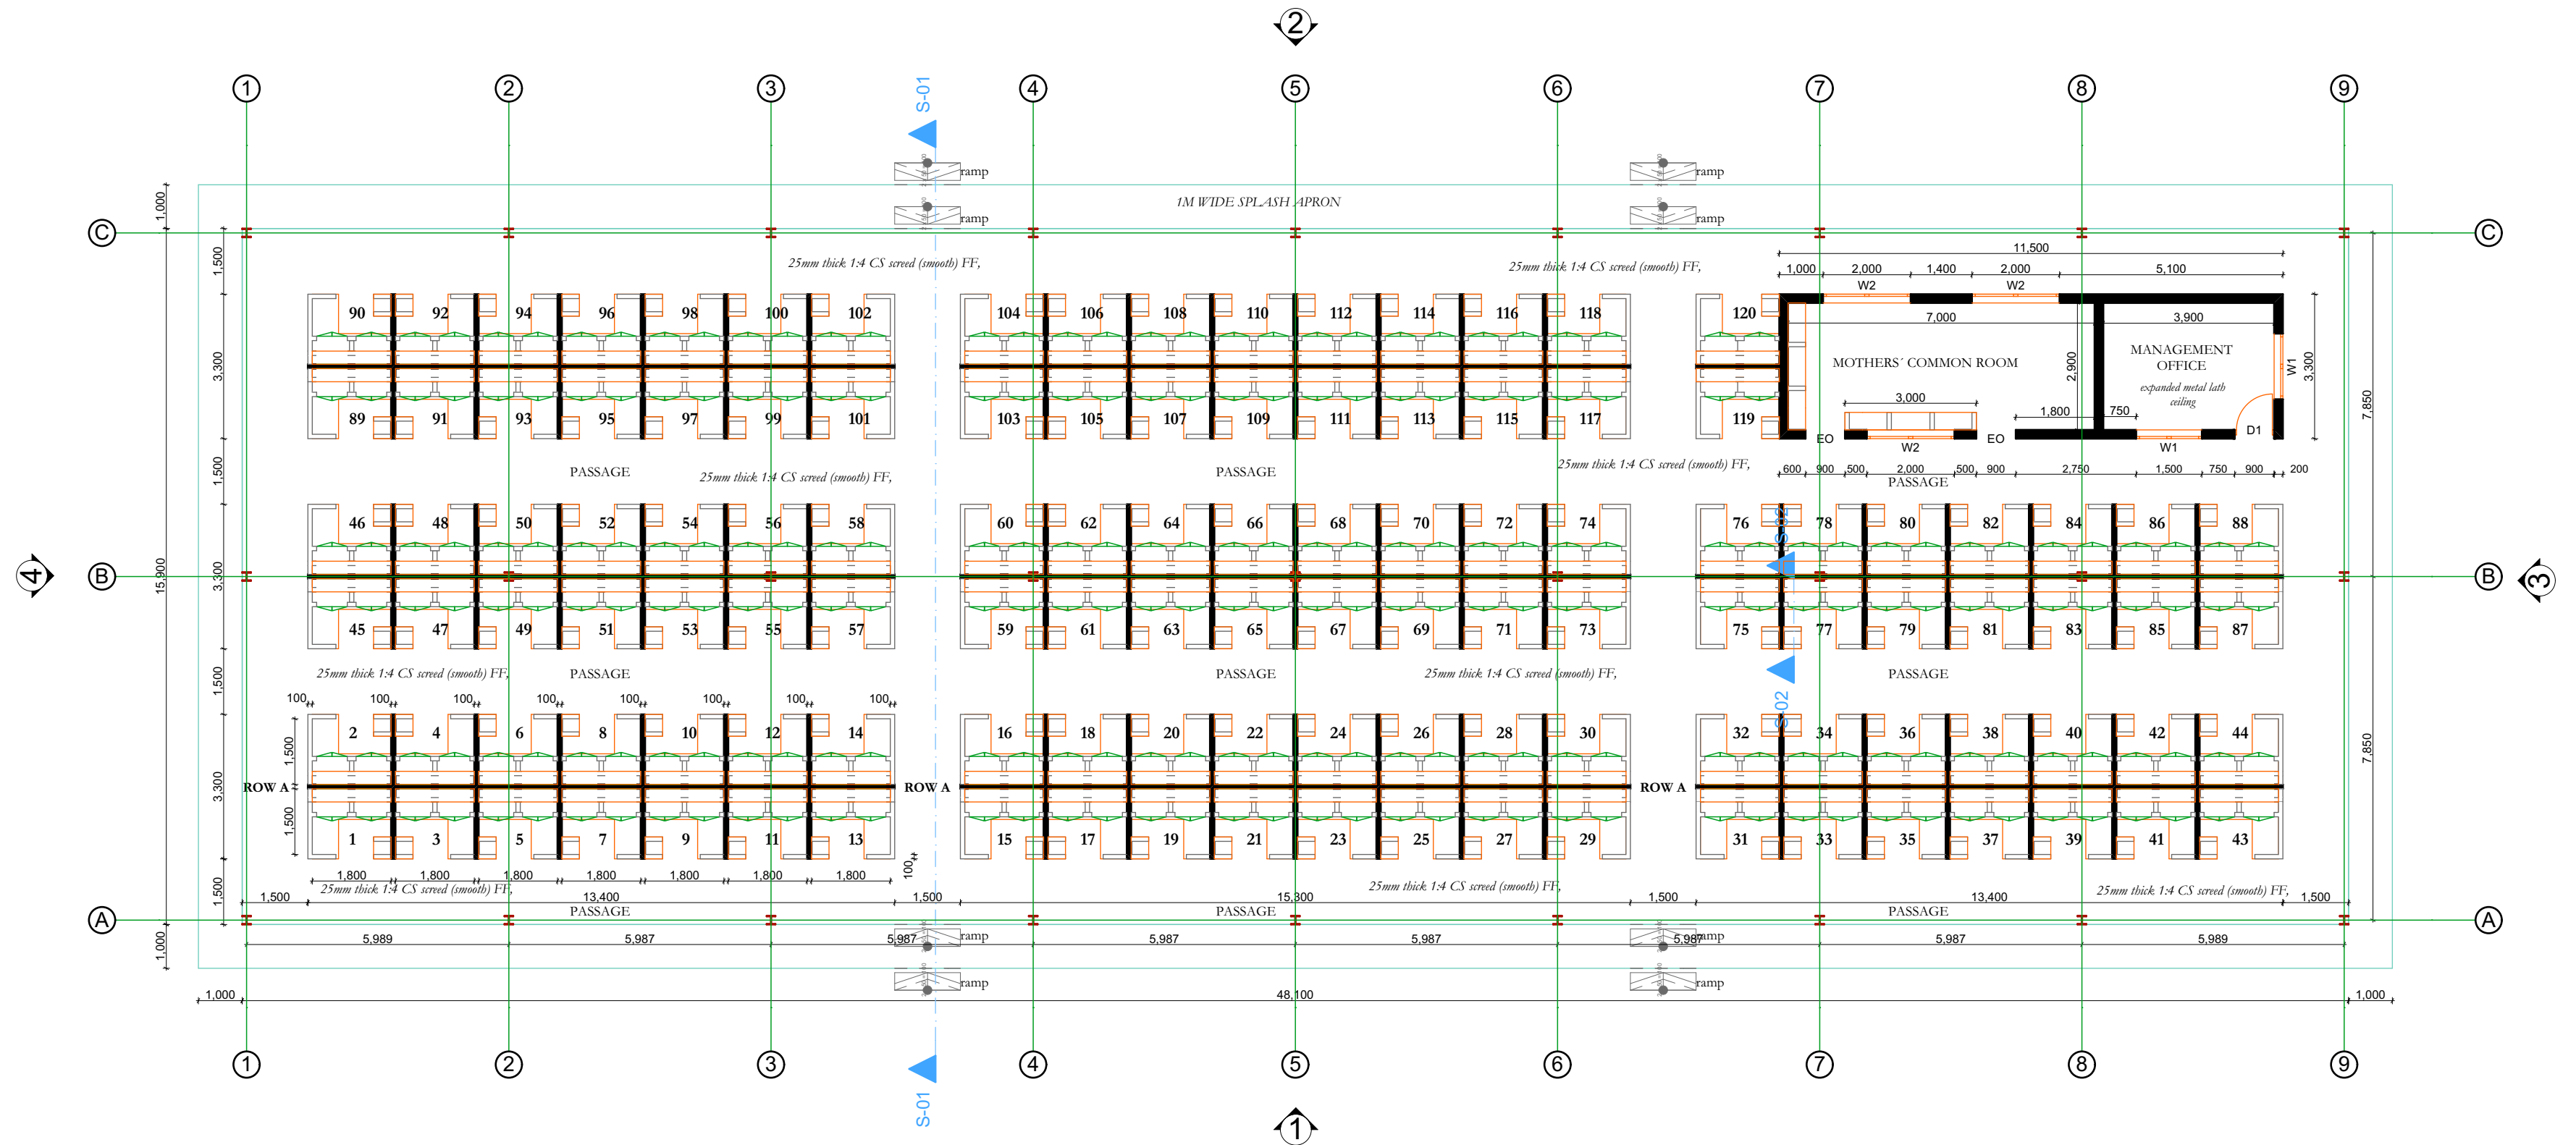 2
1 2 3 4 5 6 7 8 9
S-01
ramp ramp
1M WIDE SPLASH APRON
ramp ramp
1,000
C C
11,500
25mm thick 1:4 CS screed (smooth) FF, 25mm thick 1:4 CS screed (smooth) FF,
1,500
1,000 2,000 1,400 2,000 5,100
W2 W2
90 92 94 96 98 100 102 104 106 108 110 112 114 116 118 120
7,000 3,900
MOTHERS´ COMMON ROOM
MANAGEMENT
OFFICE
expanded metal lath
ceiling
2,900
W1
3,300
3,300
3,000
1,800 750
7,850
89 91 93 95 97 99 101 103 105 107 109 111 113 115 117 119
EO W2 EO W1 D1
600 900 500 2,000 500 900 2,750 1,500 750 900 200
1,500
PASSAGE PASSAGE PASSAGE
25mm thick 1:4 CS screed (smooth) FF, 25mm thick 1:4 CS screed (smooth) FF,
46 48 50 52 54 56 58 60 62 64 66 68 70 72 74 76 78 80 82 84 86 88
S-02
4 B B 3
15,900
3,300
45 47 49 51 53 55 57 59 61 63 65 67 69 71 73 75 77 79 81 83 85 87
1,500
25mm thick 1:4 CS screed (smooth) FF, PASSAGE PASSAGE 25mm thick 1:4 CS screed (smooth) FF, PASSAGE
S-02
100 100 100 100 100 100 100 100
2 4 6 8 10 12 14 16 18 20 22 24 26 28 30 32 34 36 38 40 42 44
1,500
7,850
3,300
ROW A ROW A ROW A
1,500
1 3 5 7 9 11 13 15 17 19 21 23 25 27 29 31 33 35 37 39 41 43
100
1,800 1,800 1,800 1,800 1,800 1,800 1,800
25mm thick 1:4 CS screed (smooth) FF, 25mm thick 1:4 CS screed (smooth) FF, 25mm thick 1:4 CS screed (smooth) FF,
1,500
1,500 13,400 1,500 15,300 1,500 13,400 1,500
PASSAGE PASSAGE PASSAGE
A A
5,989 5,987 5,987 5,987 5,987 5,987 5,987 5,989
ramp ramp
1,000
ramp ramp
1,000 48,100 1,000
1 2 3 4 5 6 7 8 9
S-01
1